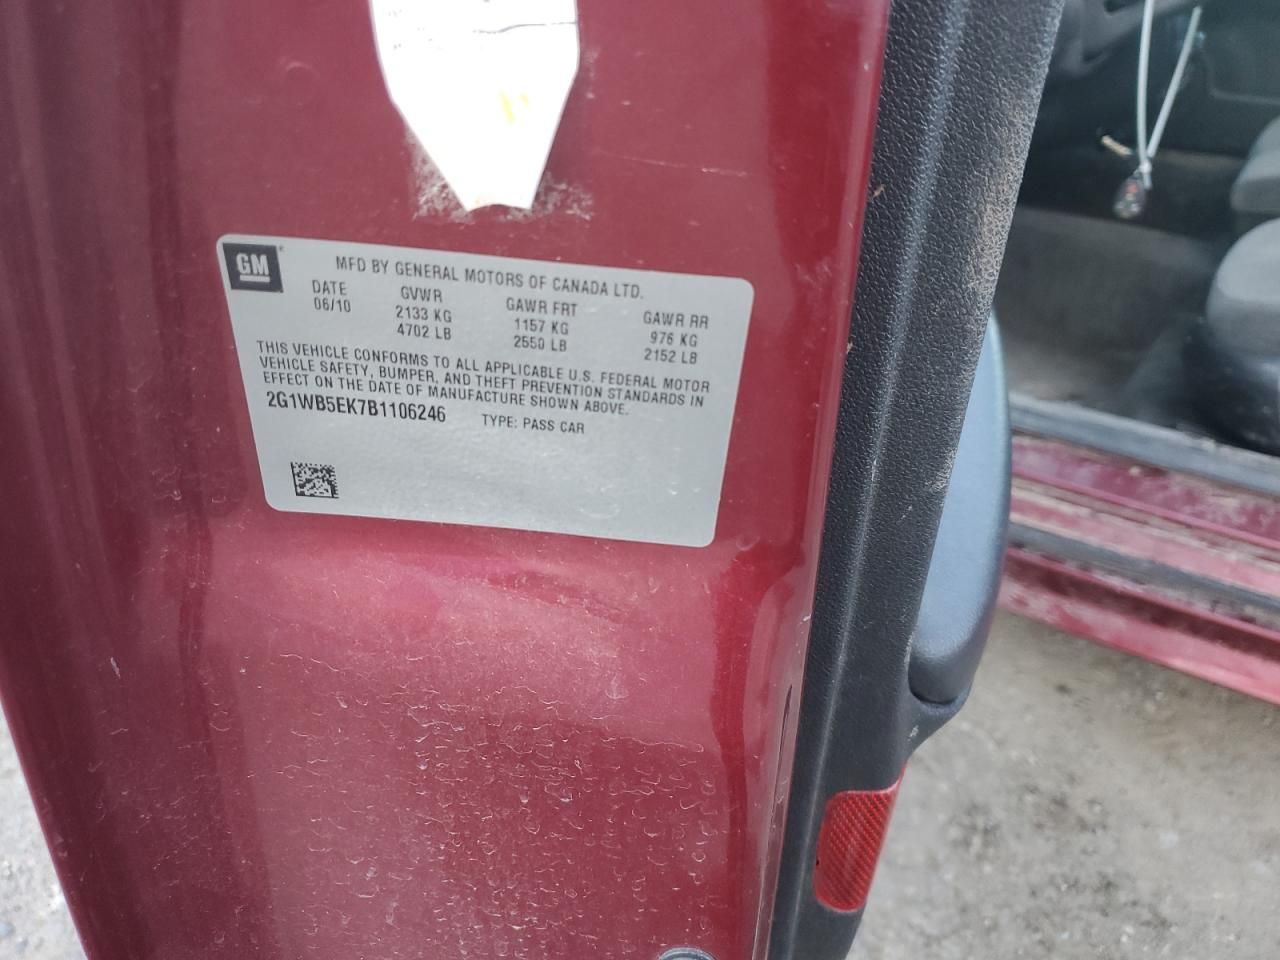 GM
MFD BY GENERAL MOTORS OF CANADA LTD.
DATE GVWR GAWR FRT GAWR RR
06/10 2133 KG 1157 KG 976 KG
4702 LB 2550 LB 2152 LB
THIS VEHICLE CONFORMS TO ALL APPLICABLE U.S. FEDERAL MOTOR
VEHICLE SAFETY, BUMPER, AND THEFT PREVENTION STANDARDS IN
EFFECT ON THE DATE OF MANUFACTURE SHOWN ABOVE.
2G1WB5EK7B1106246 TYPE: PASS CAR